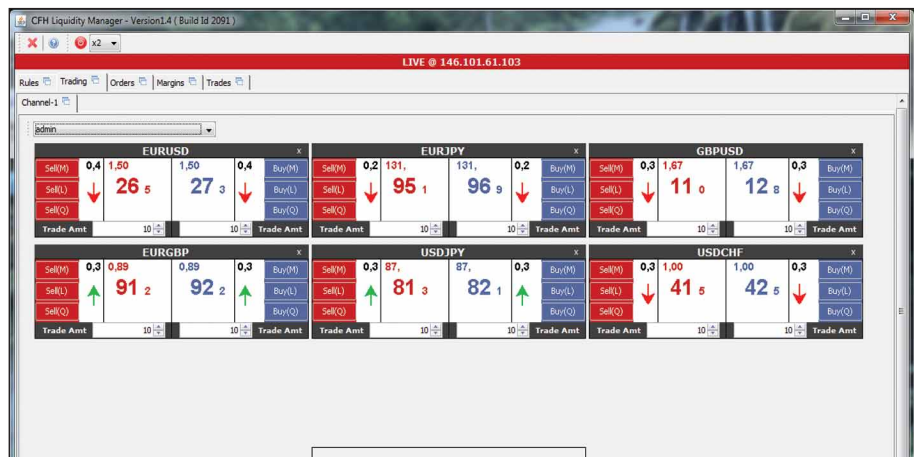 CFH Liquidity Manager - Version1.4 ( Build Id 2091 )
x2
LIVE @ 146.101.61.103
Rules Trading Orders Margins Trades
Channel-1
admin
EURUSD x EURJPY x GBPUSD x
Sell(M) 0,4 1,50 1,50 0,4 Buy(M) Sell(M) 0,2 131, 131, 0,2 Buy(M) Sell(M) 0,3 1,67 1,67 0,3 Buy(M)
Sell(L) 26 5 27 3 Buy(L) Sell(L) 95 1 96 9 Buy(L) Sell(L) 11 0 12 8 Buy(L)
Sell(Q) Buy(Q) Sell(Q) Buy(Q) Sell(Q) Buy(Q)
Trade Amt 10 10 Trade Amt Trade Amt 10 10 Trade Amt Trade Amt 10 10 Trade Amt
EURGBP x USDJPY x USDCHF x
Sell(M) 0,3 0,89 0,89 0,3 Buy(M) Sell(M) 0,3 87, 87, 0,3 Buy(M) Sell(M) 0,3 1,00 1,00 0,3 Buy(M)
Sell(L) 91 2 92 2 Buy(L) Sell(L) 81 3 82 1 Buy(L) Sell(L) 41 5 42 5 Buy(L)
Sell(Q) Buy(Q) Sell(Q) Buy(Q) Sell(Q) Buy(Q)
Trade Amt 10 10 Trade Amt Trade Amt 10 10 Trade Amt Trade Amt 10 10 Trade Amt